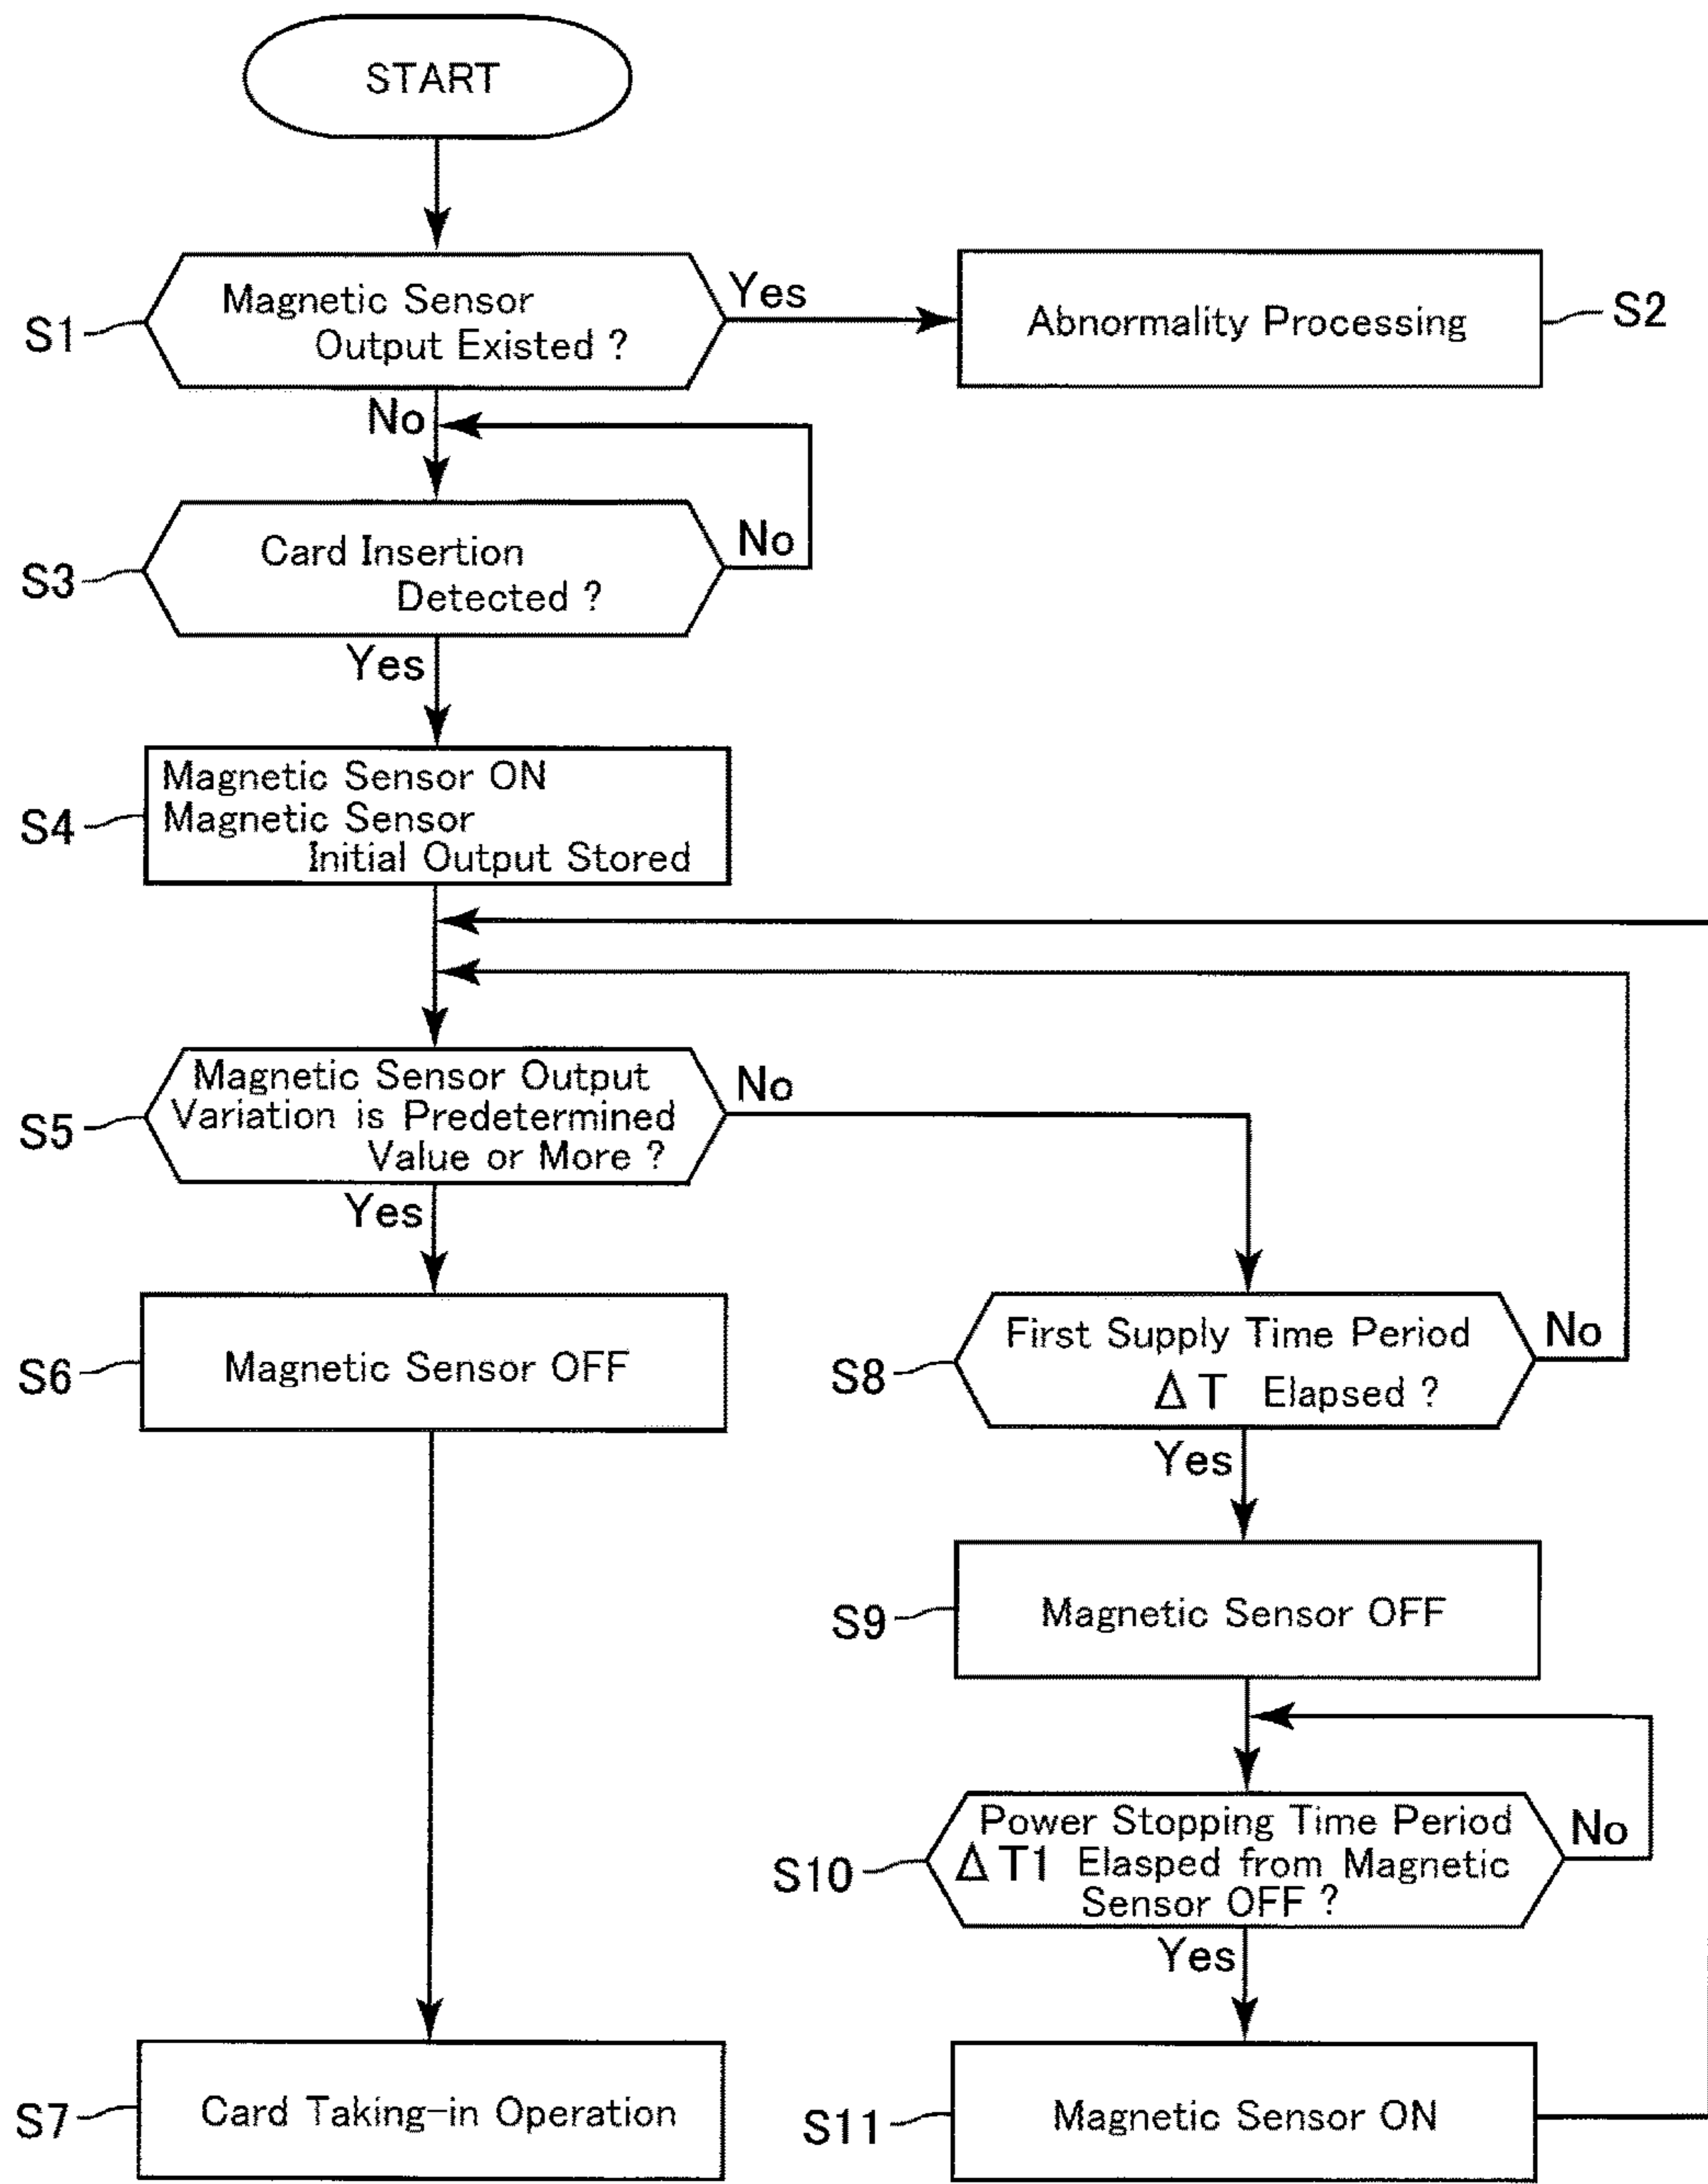 START
Magnetic Sensor
Output Existed ?
S1
Yes
Abnormality Processing
S2
No
Card Insertion
Detected ?
S3
No
Yes
Magnetic Sensor ON
Magnetic Sensor
Initial Output Stored
S4
Magnetic Sensor Output
Variation is Predetermined
Value or More ?
S5
No
Yes
Magnetic Sensor OFF
S6
First Supply Time Period
ΔT Elapsed ?
S8
No
Yes
Magnetic Sensor OFF
S9
Power Stopping Time Period
ΔT1 Elasped from Magnetic
Sensor OFF ?
S10
No
Yes
Card Taking-in Operation
S7
Magnetic Sensor ON
S11